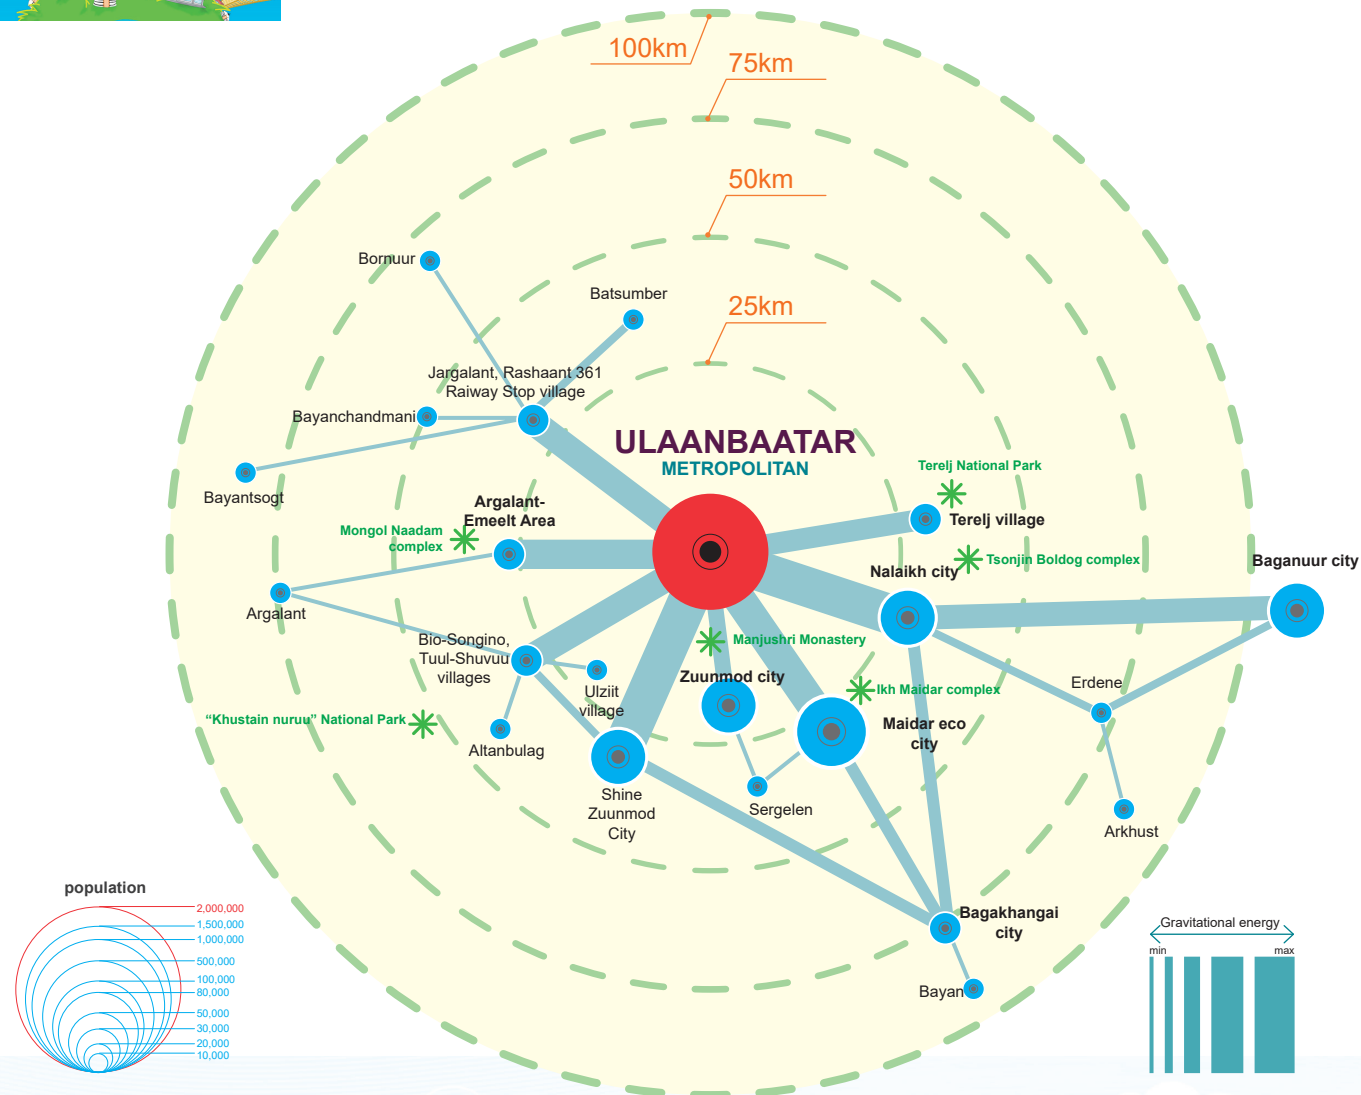 100km
75km
50km
25km
Bornuur
Batsumber
Jargalant, Rashaant 361
Raiway Stop village
Bayanchandmani
Bayantsogt
ULAANBAATAR
METROPOLITAN
Terelj National Park
Terelj village
Argalant-
Emeelt Area
Mongol Naadam
complex
Tsonjin Boldog complex
Baganuur city
Nalaikh city
Argalant
Bio-Songino,
Tuul-Shuvuu
villages
Manjushri Monastery
Zuunmod city
Ikh Maidar complex
Erdene
Ulziit
village
“Khustain nuruu” National Park
Altanbulag
Maidar eco
city
Shine
Zuunmod
City
Sergelen
Arkhust
Bagakhangai
city
Bayan
population
2,000,000
1,500,000
1,000,000
500,000
100,000
80,000
50,000
30,000
20,000
10,000
Gravitational energy
min
max